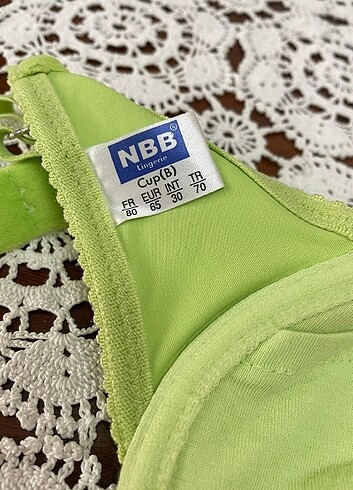 NBB®
Lingerie
Cup(B)
FR EUR INT TR
80 65 30 70